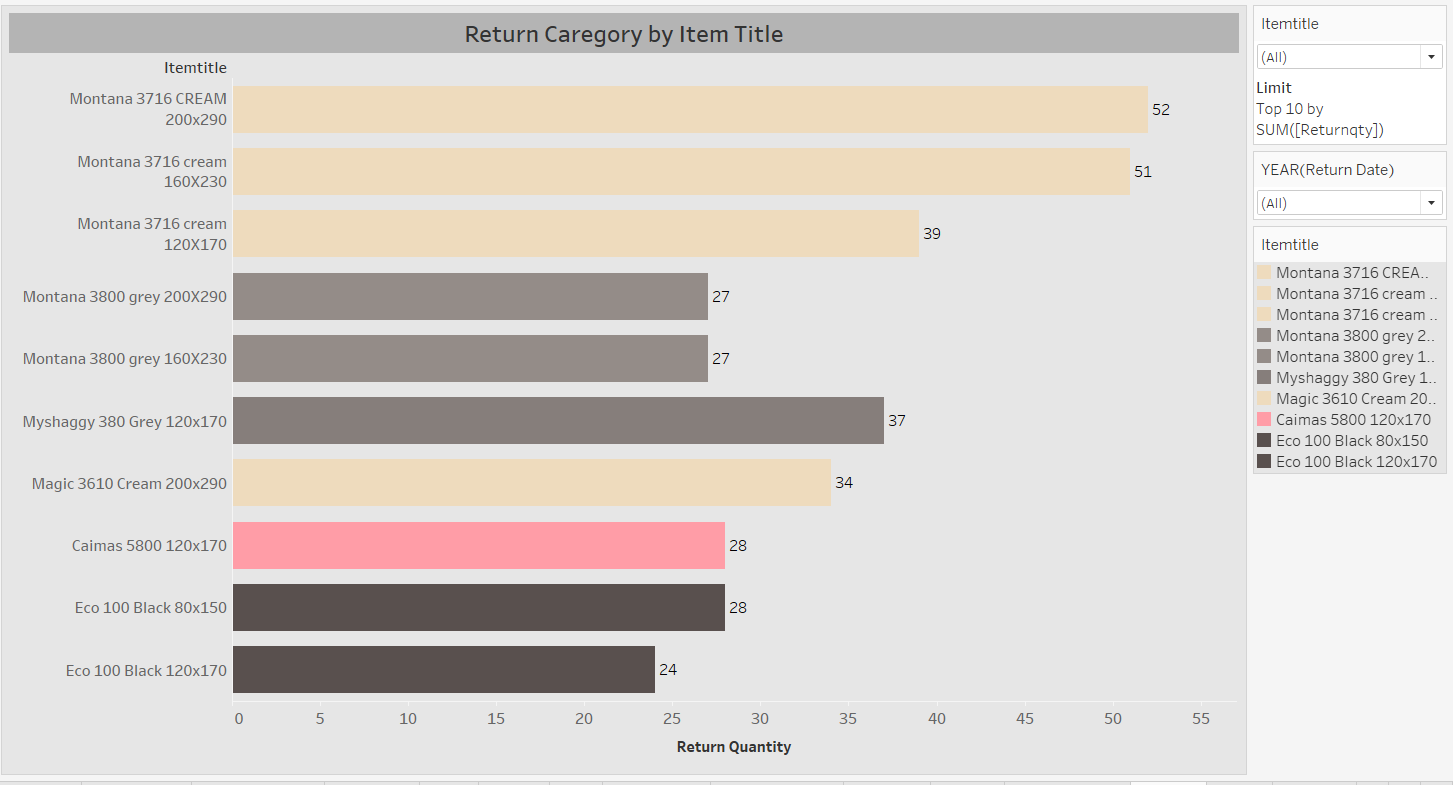 Return Caregory by Item Title
Itemtitle
Montana 3716 CREAM
200x290
52
Montana 3716 cream
160X230
51
Montana 3716 cream
120X170
39
Montana 3800 grey 200X290
27
Montana 3800 grey 160X230
27
Myshaggy 380 Grey 120x170
37
Magic 3610 Cream 200x290
34
Caimas 5800 120x170
28
Eco 100 Black 80x150
28
Eco 100 Black 120x170
24
0 5 10 15 20 25 30 35 40 45 50 55
Return Quantity
Itemtitle
(All)
Limit
Top 10 by
SUM([Returnqty])
YEAR(Return Date)
(All)
Itemtitle
Montana 3716 CREA..
Montana 3716 cream ..
Montana 3716 cream ..
Montana 3800 grey 2..
Montana 3800 grey 1..
Myshaggy 380 Grey 1..
Magic 3610 Cream 20..
Caimas 5800 120x170
Eco 100 Black 80x150
Eco 100 Black 120x170